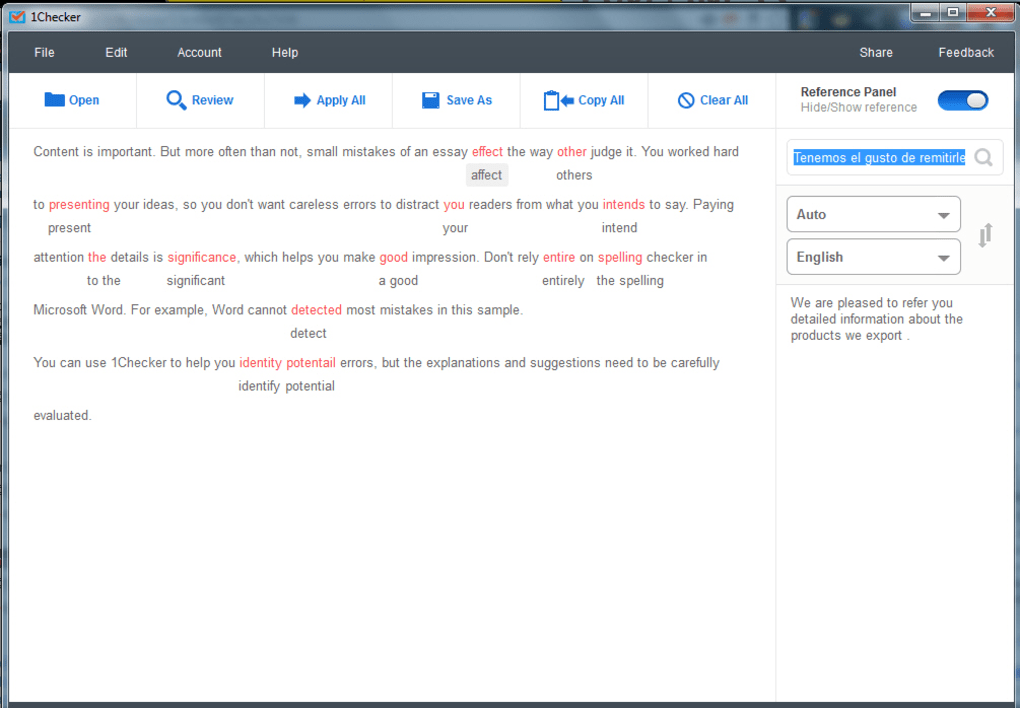 1Checker
File Edit Account Help Share Feedback
Open Review Apply All Save As Copy All Clear All
Reference Panel
Hide/Show reference
Content is important. But more often than not, small mistakes of an essay effect the way other judge it. You worked hard
affect others
to presenting your ideas, so you don't want careless errors to distract you readers from what you intends to say. Paying
present your intend
attention the details is significance, which helps you make good impression. Don't rely entire on spelling checker in
to the significant a good entirely the spelling
Microsoft Word. For example, Word cannot detected most mistakes in this sample.
detect
You can use 1Checker to help you identity potentail errors, but the explanations and suggestions need to be carefully
identify potential
evaluated.
Tenemos el gusto de remitirle
Auto
English
We are pleased to refer you
detailed information about the
products we export .